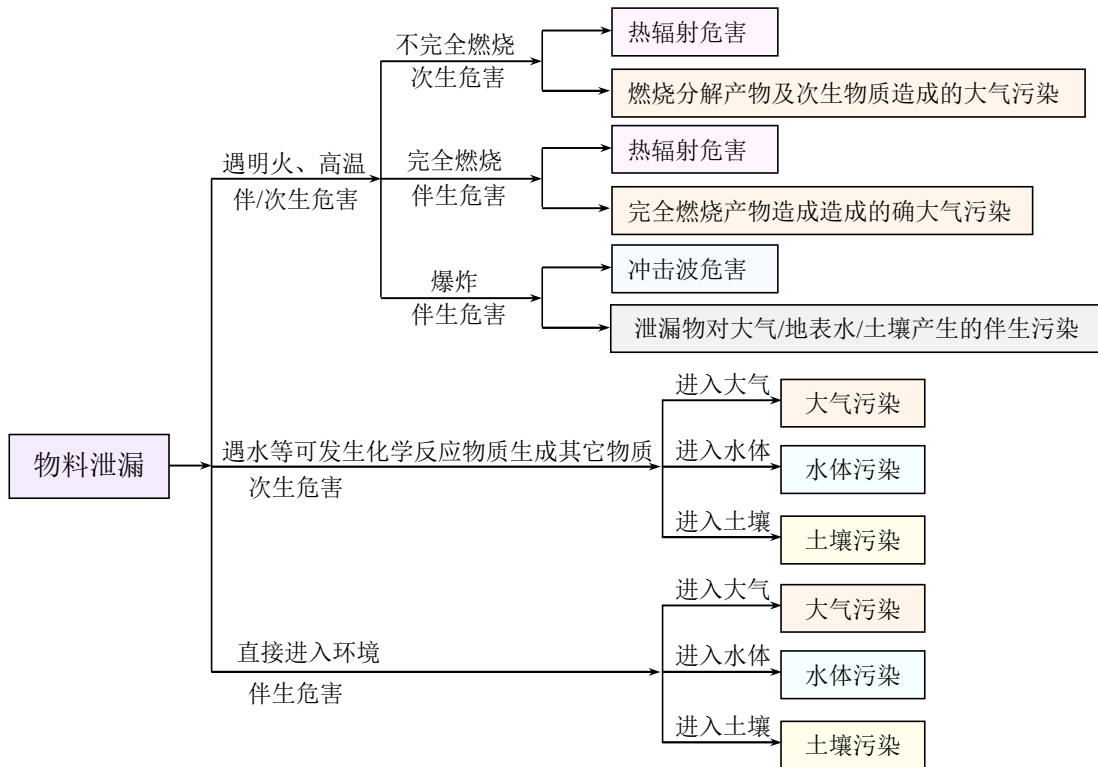 不完全燃烧
次生危害
热辐射危害
燃烧分解产物及次生物质造成的大气污染
遇明火、高温
伴/次生危害
完全燃烧
伴生危害
热辐射危害
完全燃烧产物造成造成的确大气污染
爆炸
伴生危害
冲击波危害
泄漏物对大气/地表水/土壤产生的伴生污染
物料泄漏
遇水等可发生化学反应物质生成其它物质
次生危害
进入大气
大气污染
进入水体
水体污染
进入土壤
土壤污染
直接进入环境
伴生危害
进入大气
大气污染
进入水体
水体污染
进入土壤
土壤污染